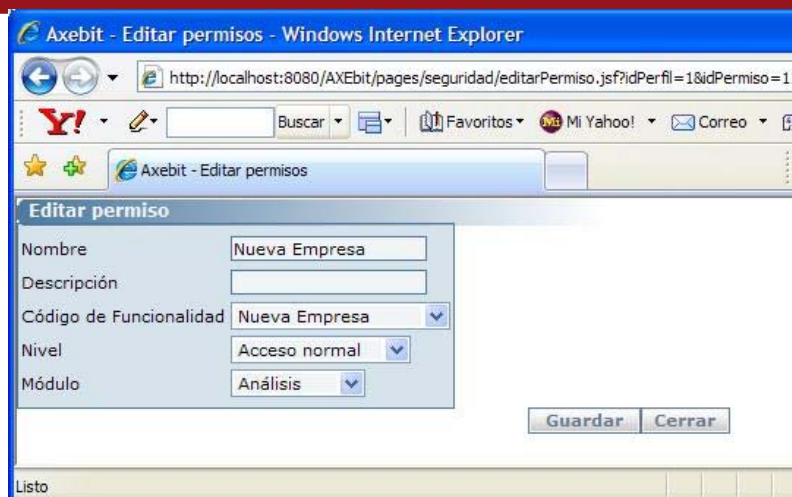 Axebit - Editar permisos - Windows Internet Explorer
http://localhost:8080/AXEbit/pages/seguridad/editarPermiso.jsf?idPerfil=1&idPermiso=1
Y! Buscar Favoritos Mi Yahoo! Correo
Axebit - Editar permisos
Editar permiso
Nombre Nueva Empresa
Descripción
Código de Funcionalidad Nueva Empresa
Nivel Acceso normal
Módulo Análisis
Guardar Cerrar
Listo